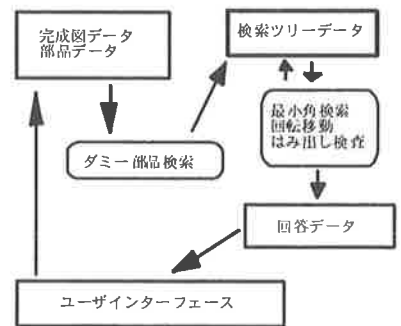 完成図データ
部品データ
検索ツリーデータ
ダミー部品検索
最小角検索
回転移動
はみ出し検査
回答データ
ユーザインターフェース